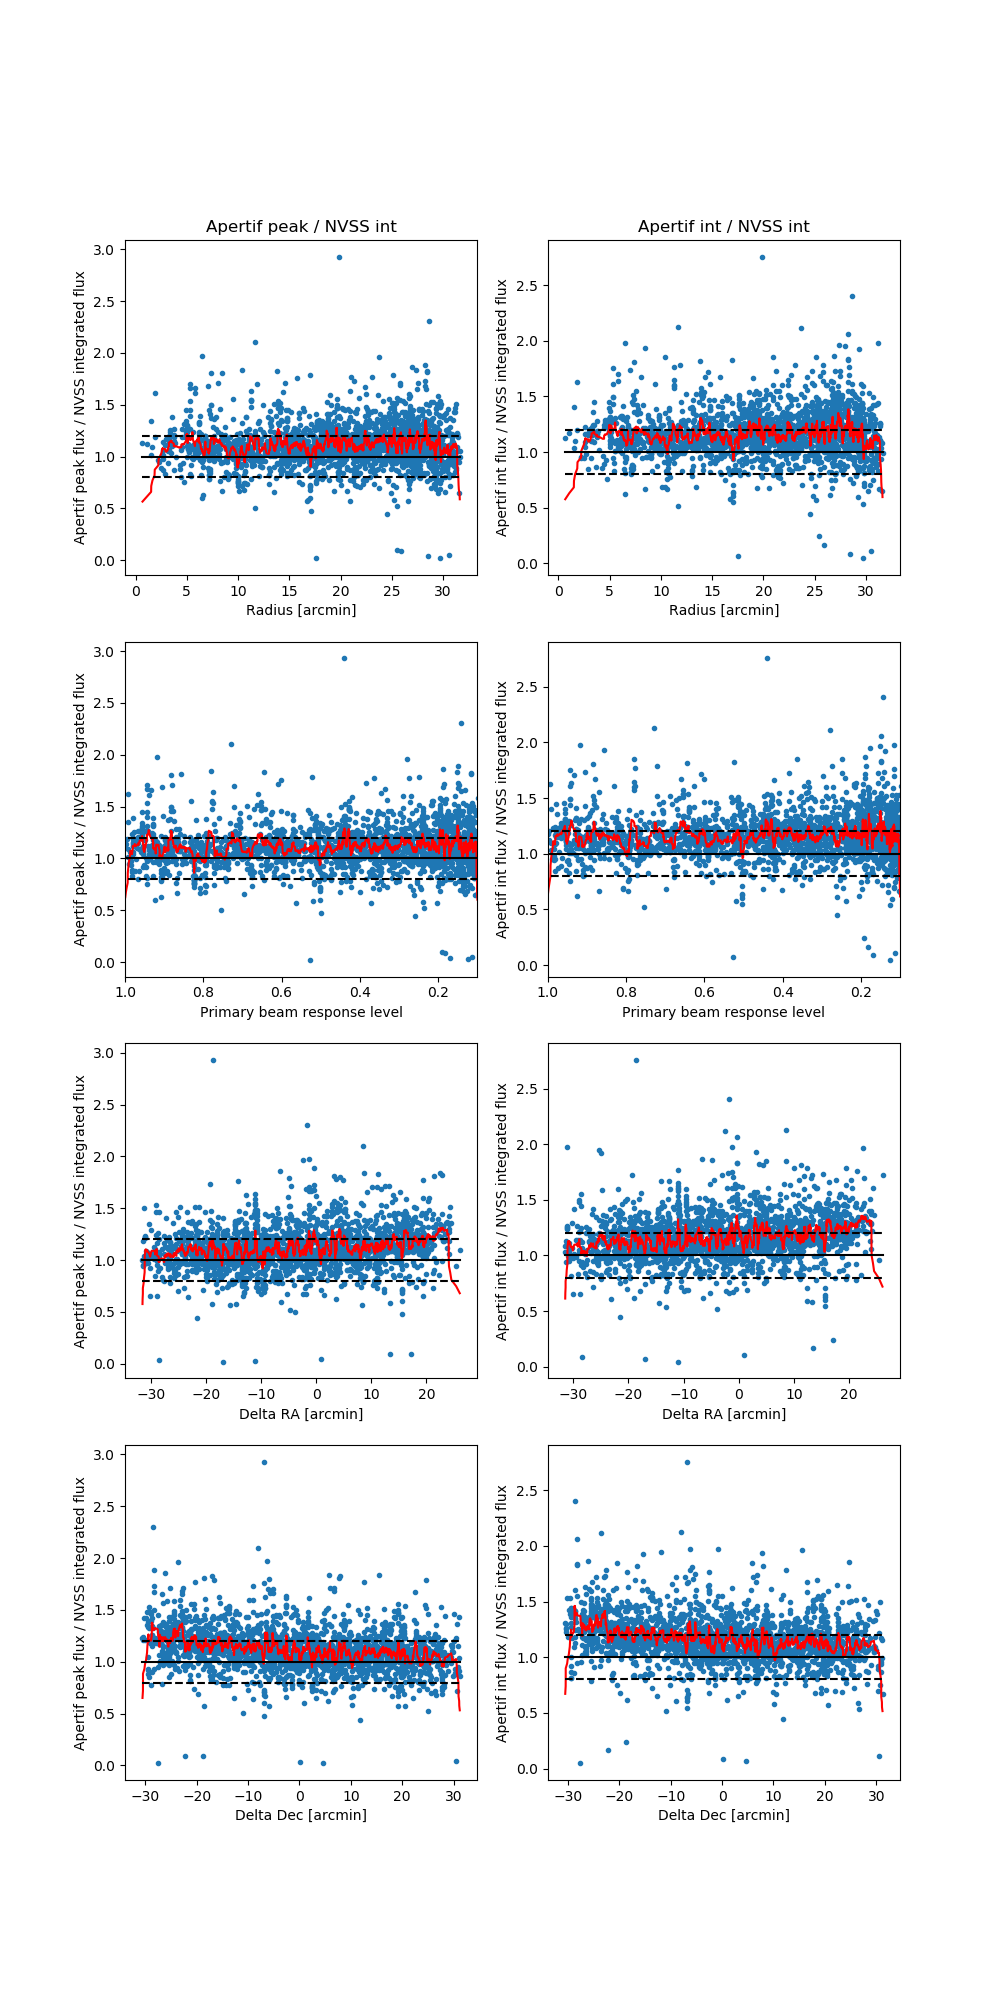 Apertif peak / NVSS int
Apertif int / NVSS int
Apertif peak flux / NVSS integrated flux
3.0
2.5
2.0
1.5
1.0
0.5
0.0
0 5 10 15 20 25 30
Radius [arcmin]
Apertif int flux / NVSS integrated flux
2.5
2.0
1.5
1.0
0.5
0.0
0 5 10 15 20 25 30
Radius [arcmin]
Apertif peak flux / NVSS integrated flux
3.0
2.5
2.0
1.5
1.0
0.5
0.0
1.0 0.8 0.6 0.4 0.2
Primary beam response level
Apertif int flux / NVSS integrated flux
2.5
2.0
1.5
1.0
0.5
0.0
1.0 0.8 0.6 0.4 0.2
Primary beam response level
Apertif peak flux / NVSS integrated flux
3.0
2.5
2.0
1.5
1.0
0.5
0.0
−30 −20 −10 0 10 20
Delta RA [arcmin]
Apertif int flux / NVSS integrated flux
2.5
2.0
1.5
1.0
0.5
0.0
−30 −20 −10 0 10 20
Delta RA [arcmin]
Apertif peak flux / NVSS integrated flux
3.0
2.5
2.0
1.5
1.0
0.5
0.0
−30 −20 −10 0 10 20 30
Delta Dec [arcmin]
Apertif int flux / NVSS integrated flux
2.5
2.0
1.5
1.0
0.5
0.0
−30 −20 −10 0 10 20 30
Delta Dec [arcmin]